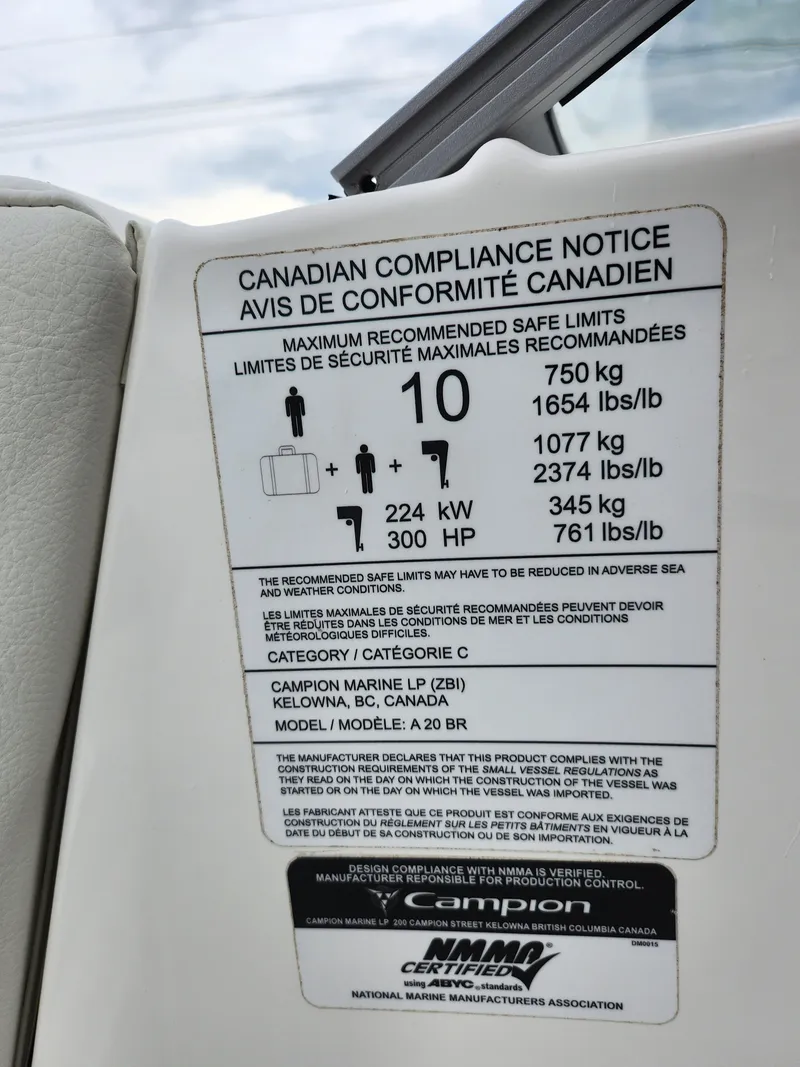 CANADIAN COMPLIANCE NOTICE
AVIS DE CONFORMITÉ CANADIEN
MAXIMUM RECOMMENDED SAFE LIMITS
LIMITES DE SÉCURITÉ MAXIMALES RECOMMANDÉES
10
750 kg
1654 lbs/lb
+ +
1077 kg
2374 lbs/lb
224 kW
300 HP
345 kg
761 lbs/lb
THE RECOMMENDED SAFE LIMITS MAY HAVE TO BE REDUCED IN ADVERSE SEA
AND WEATHER CONDITIONS.
LES LIMITES MAXIMALES DE SÉCURITÉ RECOMMANDÉES PEUVENT DEVOIR
ÊTRE RÉDUITES DANS LES CONDITIONS DE MER ET LES CONDITIONS
MÉTÉOROLOGIQUES DIFFICILES.
CATEGORY / CATÉGORIE C
CAMPION MARINE LP (ZBI)
KELOWNA, BC, CANADA
MODEL / MODÈLE: A 20 BR
THE MANUFACTURER DECLARES THAT THIS PRODUCT COMPLIES WITH THE
CONSTRUCTION REQUIREMENTS OF THE SMALL VESSEL REGULATIONS AS
THEY READ ON THE DAY ON WHICH THE CONSTRUCTION OF THE VESSEL WAS
STARTED OR ON THE DAY ON WHICH THE VESSEL WAS IMPORTED.
LES FABRICANT ATTESTE QUE CE PRODUIT EST CONFORME AUX EXIGENCES DE
CONSTRUCTION DU RÈGLEMENT SUR LES PETITS BÂTIMENTS EN VIGUEUR À LA
DATE DU DÉBUT DE SA CONSTRUCTION OU DE SON IMPORTATION.
DESIGN COMPLIANCE WITH NMMA IS VERIFIED.
MANUFACTURER REPONSIBLE FOR PRODUCTION CONTROL.
Campion
CAMPION MARINE LP 200 CAMPION STREET KELOWNA BRITISH COLUMBIA CANADA
DM0015
NMMA®
CERTIFIED
using ABYC® standards
NATIONAL MARINE MANUFACTURERS ASSOCIATION